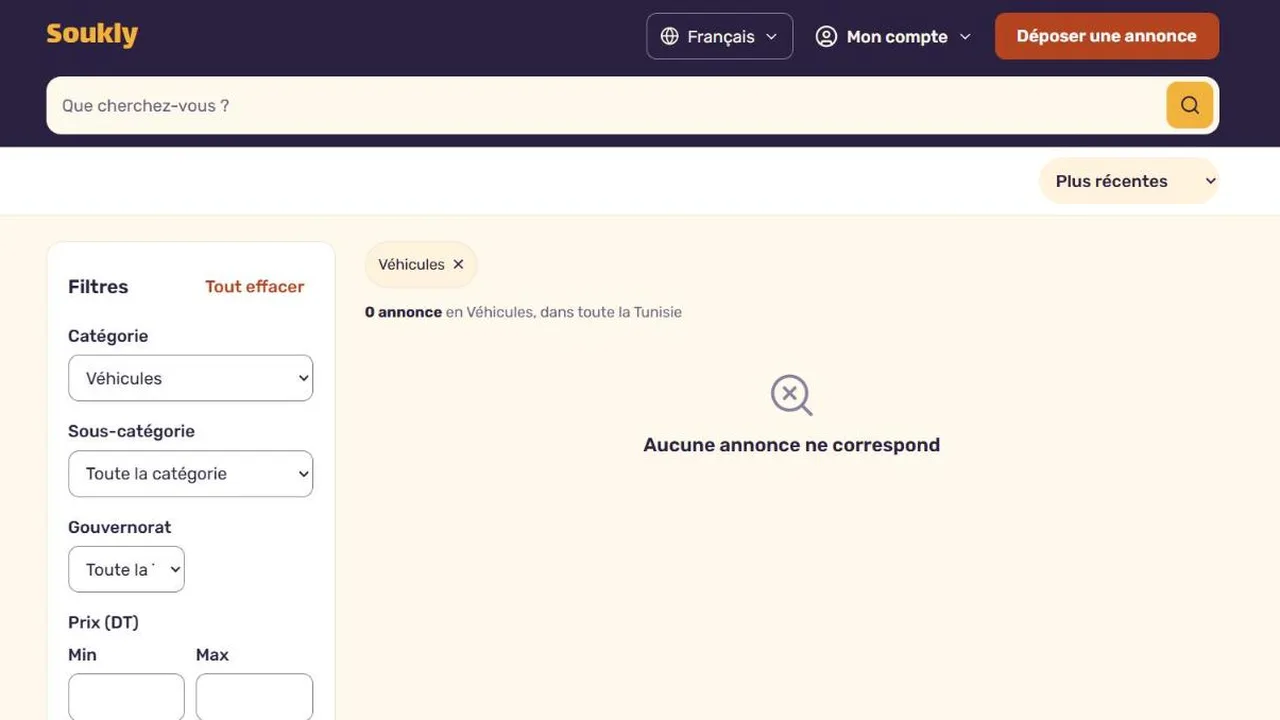 Soukly
Français
Mon compte
Déposer une annonce
Que cherchez-vous ?
Plus récentes
Filtres
Tout effacer
Catégorie
Véhicules
Sous-catégorie
Toute la catégorie
Gouvernorat
Toute la
Prix (DT)
Min Max
Véhicules
0 annonce en Véhicules, dans toute la Tunisie
Aucune annonce ne correspond